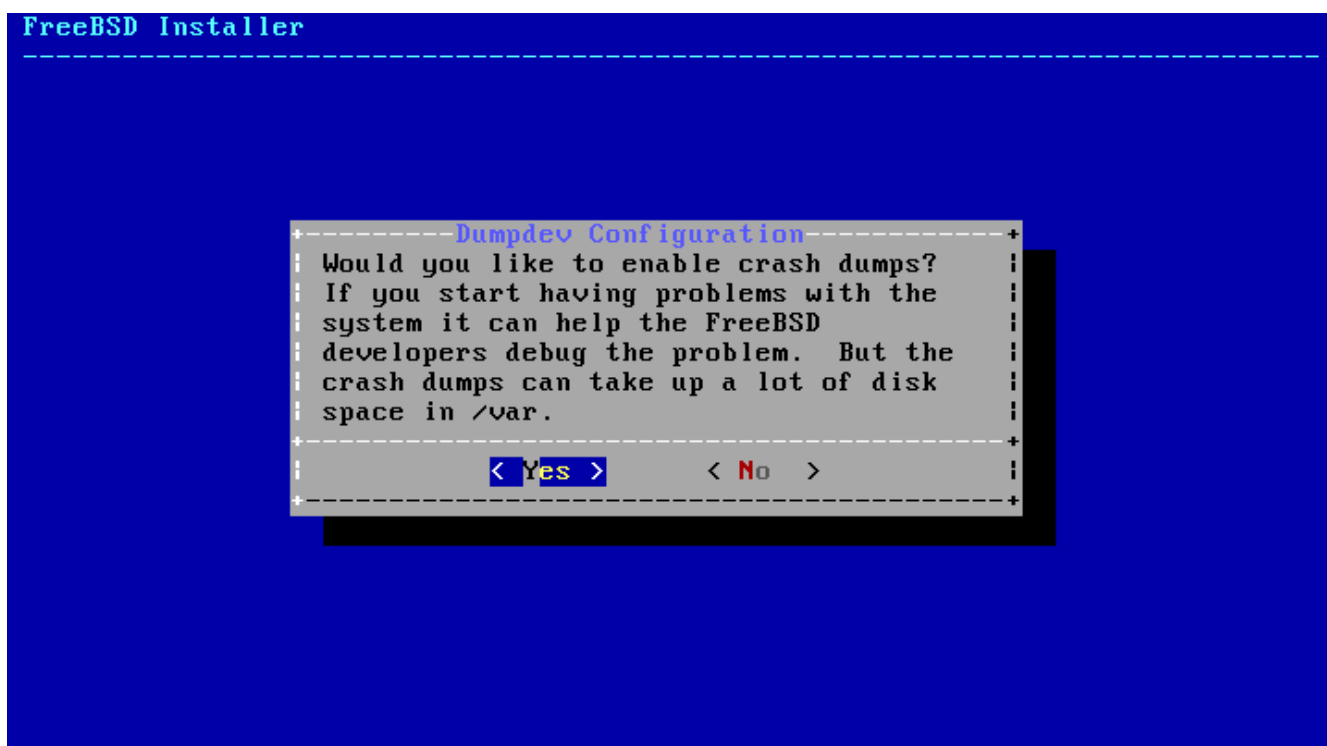 FreeBSD Installer
Dumpdev Configuration
Would you like to enable crash dumps?
If you start having problems with the
system it can help the FreeBSD
developers debug the problem.  But the
crash dumps can take up a lot of disk
space in /var.
< Yes > < No >